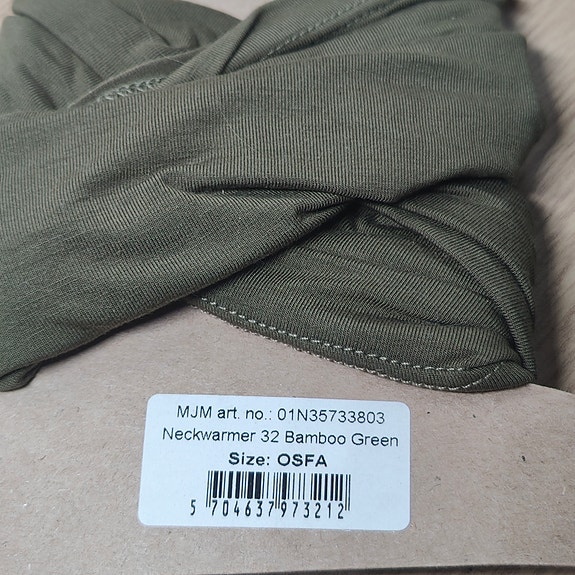 MJM art. no.: 01N35733803
Neckwarmer 32 Bamboo Green
Size: OSFA
5 704637 973212